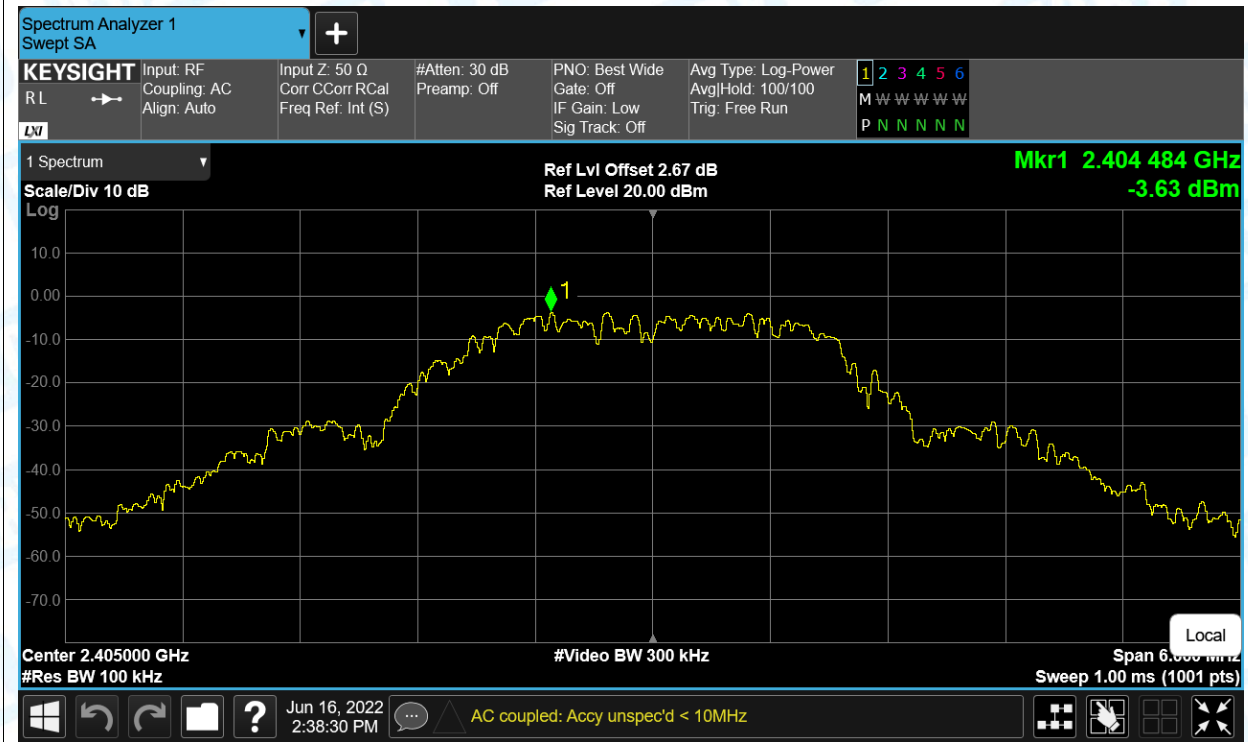 Spectrum Analyzer 1
Swept SA
KEYSIGHT
R L
LXI
Input: RF
Coupling: AC
Align: Auto
Input Z: 50 Ω
Corr CCorr RCal
Freq Ref: Int (S)
#Atten: 30 dB
Preamp: Off
PNO: Best Wide
Gate: Off
IF Gain: Low
Sig Track: Off
Avg Type: Log-Power
Avg|Hold: 100/100
Trig: Free Run
1 2 3 4 5 6
M W W W W W
P N N N N N
1 Spectrum
Scale/Div 10 dB
Log
Ref Lvl Offset 2.67 dB
Ref Level 20.00 dBm
Mkr1 2.404 484 GHz
-3.63 dBm
1
10.0
0.00
-10.0
-20.0
-30.0
-40.0
-50.0
-60.0
-70.0
Local
Center 2.405000 GHz
#Video BW 300 kHz
Span 6.000 MHz
#Res BW 100 kHz
Sweep 1.00 ms (1001 pts)
?
Jun 16, 2022
2:38:30 PM
AC coupled: Accy unspec'd < 10MHz